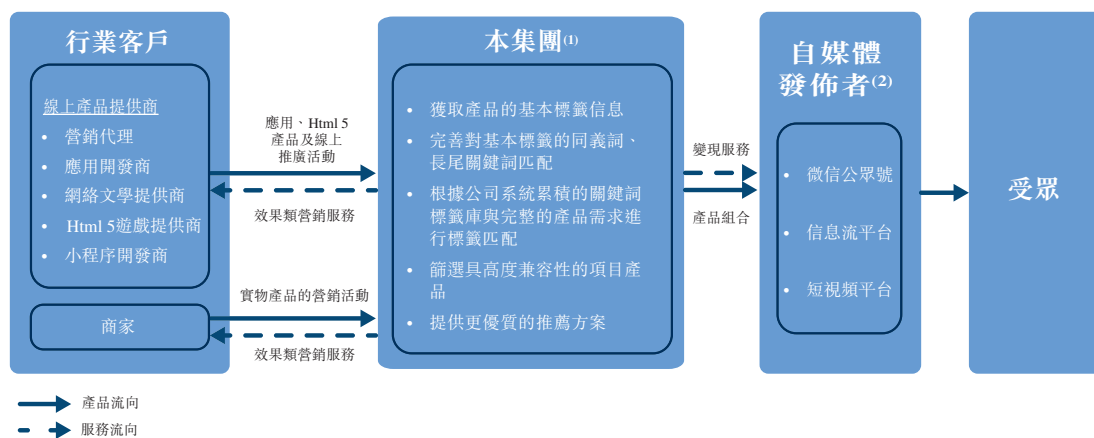 行業客戶
線上產品提供商
• 營銷代理
• 應用開發商
• 網絡文學提供商
• Html 5遊戲提供商
• 小程序開發商
商家
應用、Html 5
產品及線上
推廣活動
效果類營銷服務
實物產品的營銷活動
效果類營銷服務
本集團(1)
• 獲取產品的基本標籤信息
• 完善對基本標籤的同義詞、
長尾關鍵詞匹配
• 根據公司系統累積的關鍵詞
標籤庫與完整的產品需求進
行標籤匹配
• 篩選具高度兼容性的項目產
品
• 提供更優質的推薦方案
變現服務
產品組合
自媒體
發佈者(2)
• 微信公眾號
• 信息流平台
• 短視頻平台
受眾
產品流向
服務流向